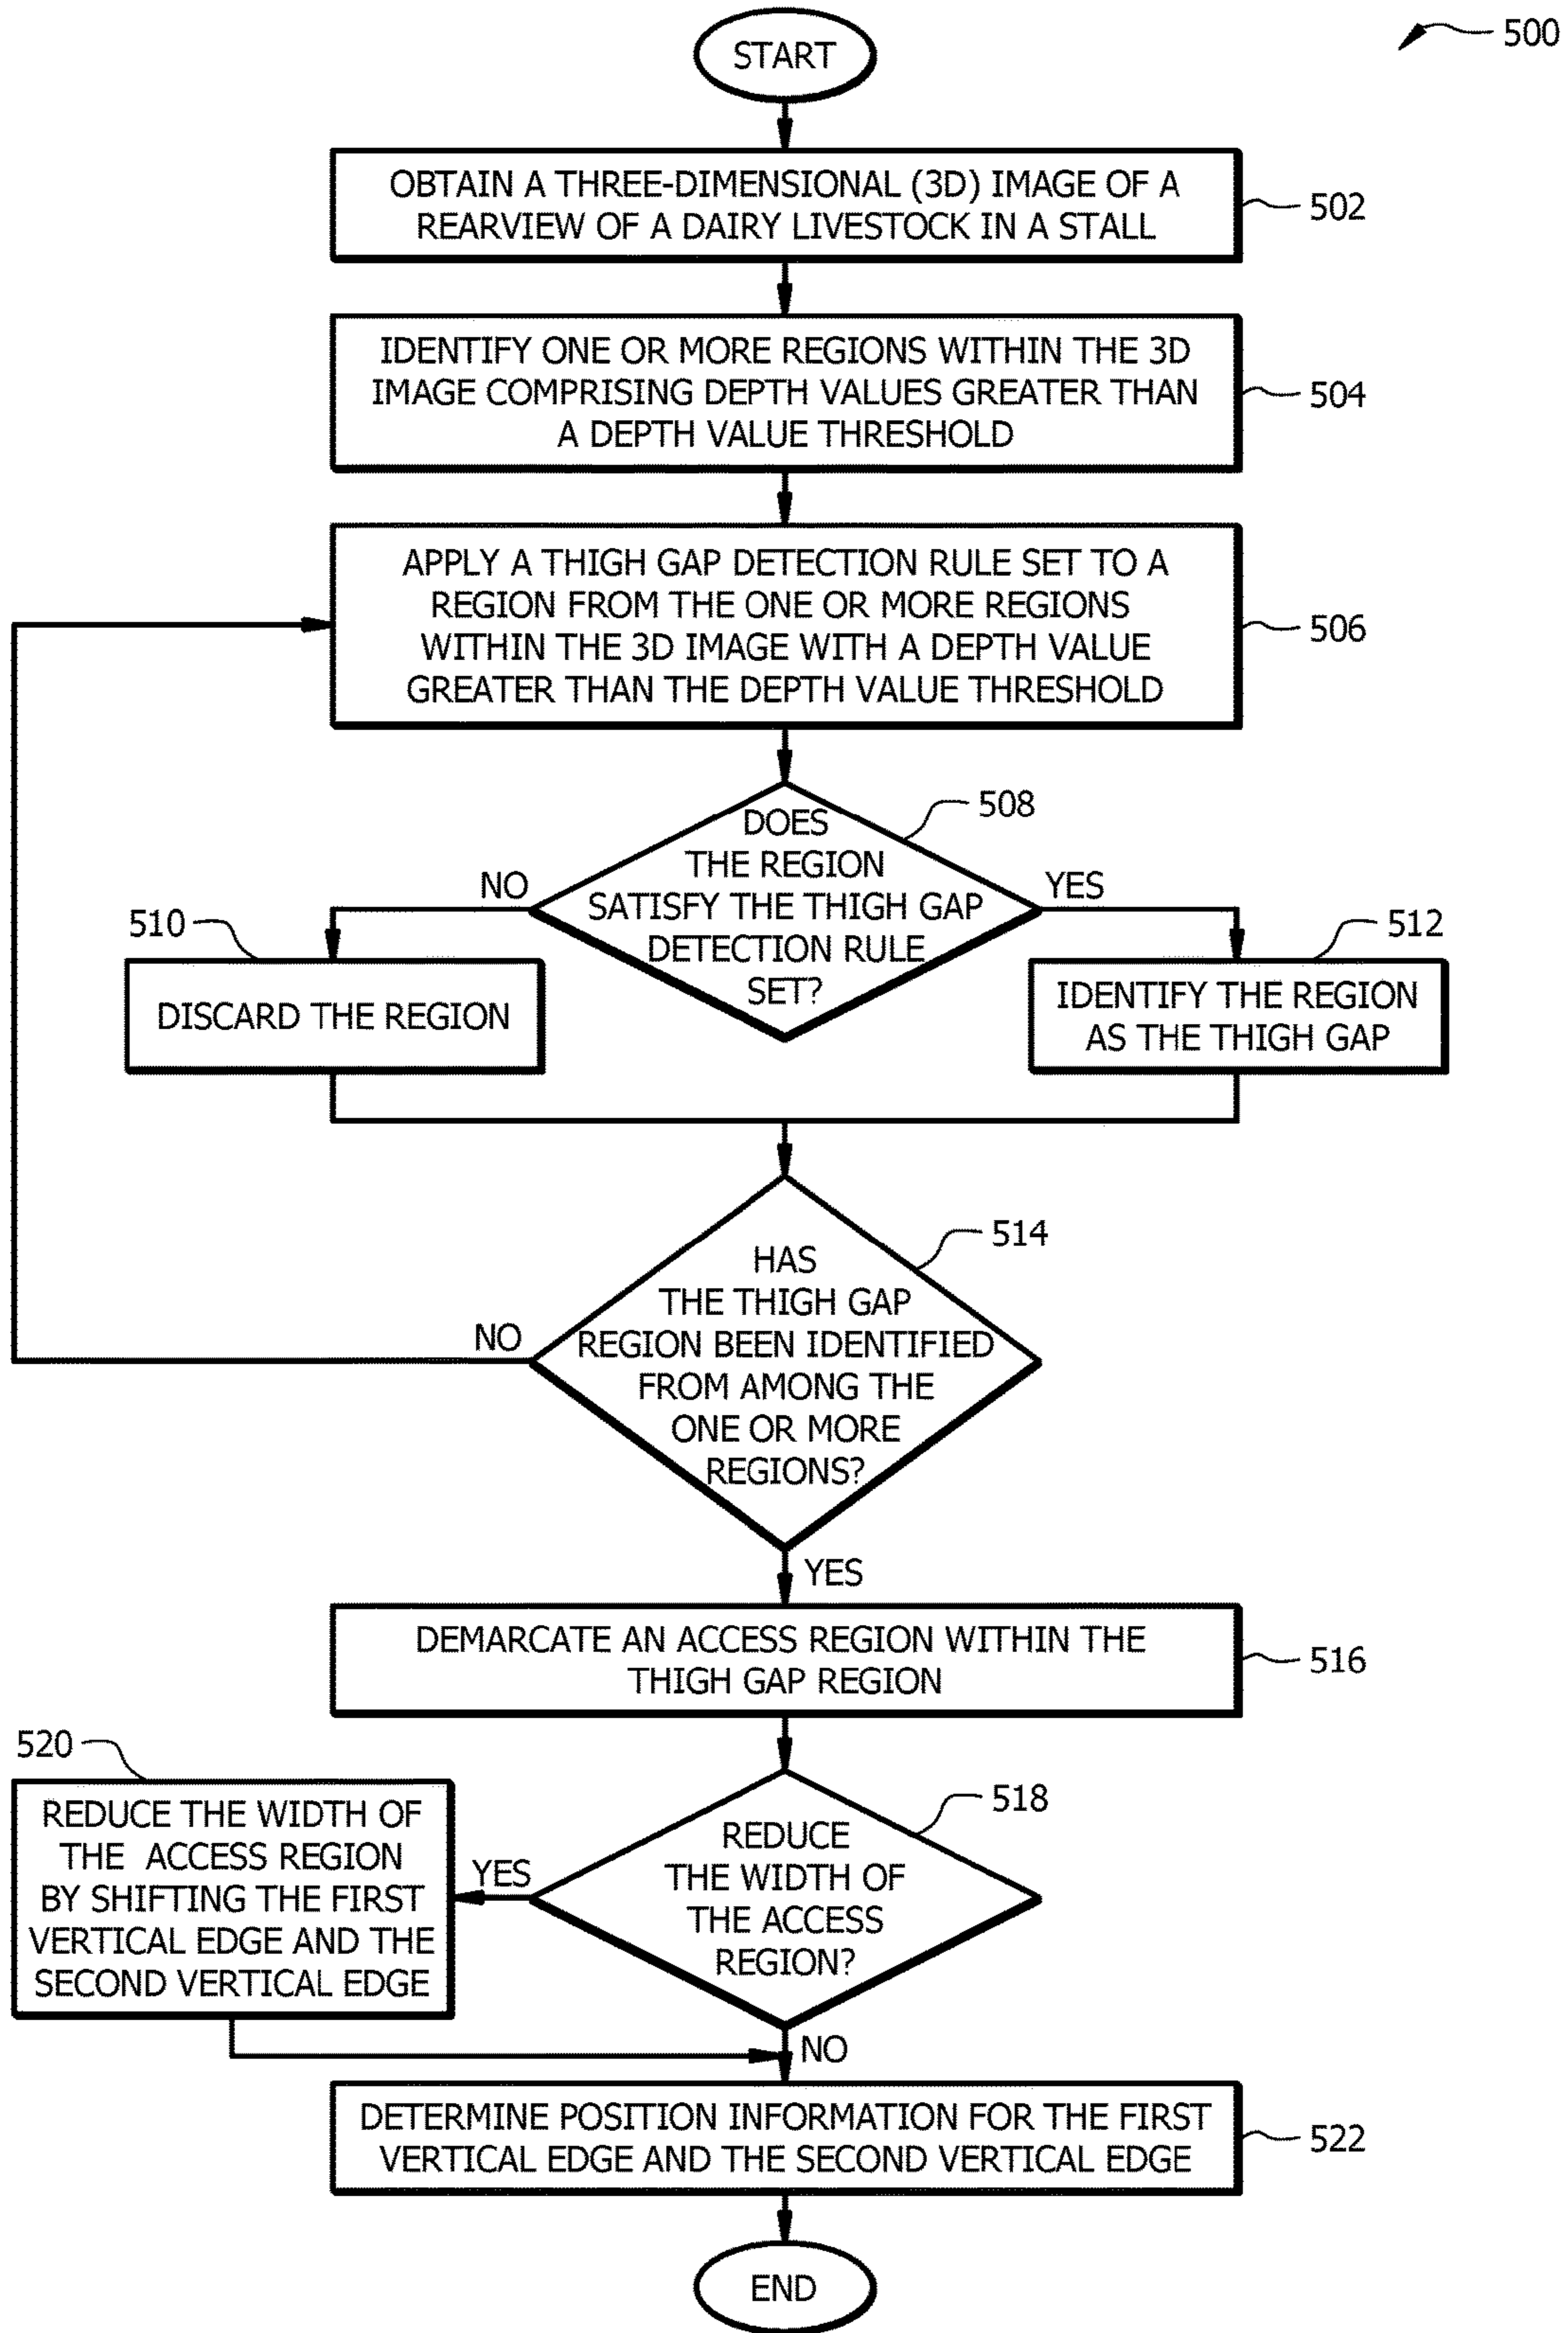 500
START
OBTAIN A THREE-DIMENSIONAL (3D) IMAGE OF A
REARVIEW OF A DAIRY LIVESTOCK IN A STALL
502
IDENTIFY ONE OR MORE REGIONS WITHIN THE 3D
IMAGE COMPRISING DEPTH VALUES GREATER THAN
A DEPTH VALUE THRESHOLD
504
APPLY A THIGH GAP DETECTION RULE SET TO A
REGION FROM THE ONE OR MORE REGIONS
WITHIN THE 3D IMAGE WITH A DEPTH VALUE
GREATER THAN THE DEPTH VALUE THRESHOLD
506
DOES
THE REGION
SATISFY THE THIGH GAP
DETECTION RULE
SET?
508
NO
YES
510
DISCARD THE REGION
512
IDENTIFY THE REGION
AS THE THIGH GAP
HAS
THE THIGH GAP
REGION BEEN IDENTIFIED
FROM AMONG THE
ONE OR MORE
REGIONS?
514
NO
YES
DEMARCATE AN ACCESS REGION WITHIN THE
THIGH GAP REGION
516
520
REDUCE THE WIDTH OF
THE ACCESS REGION
BY SHIFTING THE FIRST
VERTICAL EDGE AND THE
SECOND VERTICAL EDGE
YES
REDUCE
THE WIDTH OF
THE ACCESS
REGION?
518
NO
DETERMINE POSITION INFORMATION FOR THE FIRST
VERTICAL EDGE AND THE SECOND VERTICAL EDGE
522
END